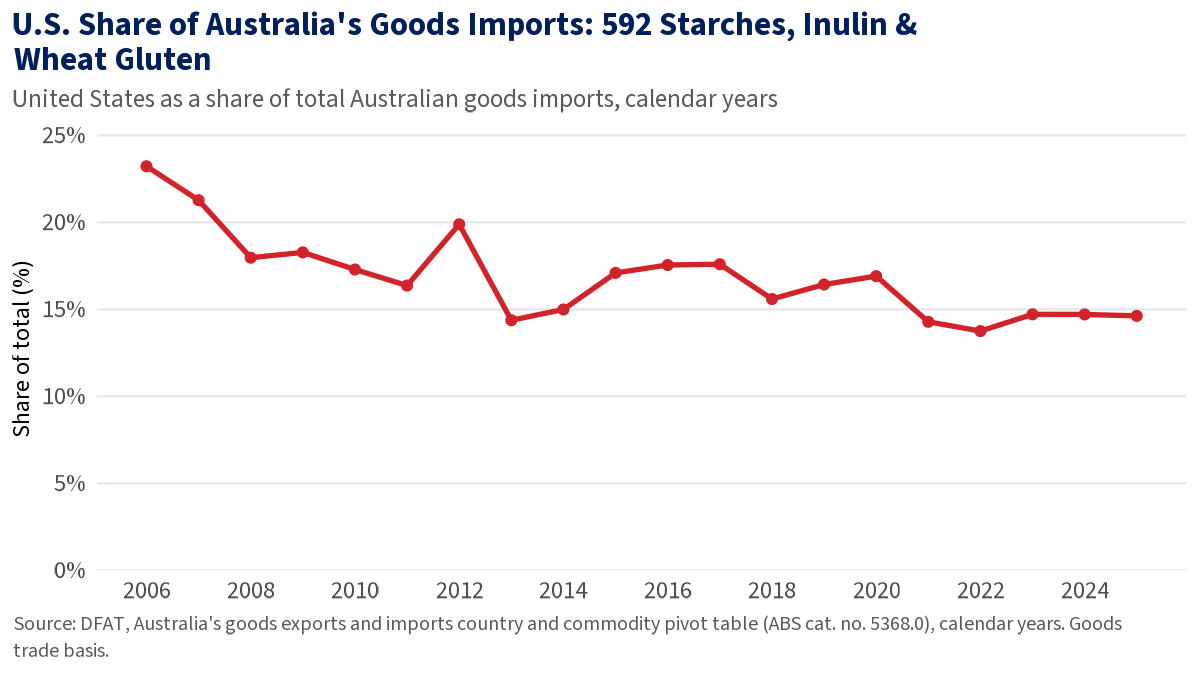 U.S. Share of Australia's Goods Imports: 592 Starches, Inulin &
Wheat Gluten
United States as a share of total Australian goods imports, calendar years
Share of total (%)
25%
20%
15%
10%
5%
0%
2006 2008 2010 2012 2014 2016 2018 2020 2022 2024
Source: DFAT, Australia's goods exports and imports country and commodity pivot table (ABS cat. no. 5368.0), calendar years. Goods
trade basis.